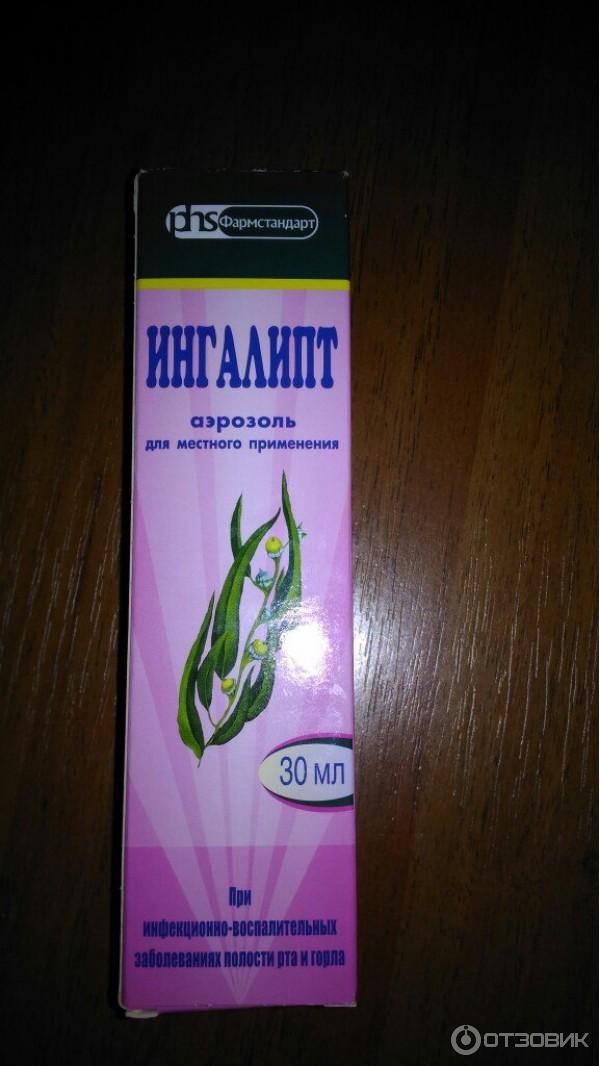 phs Фармстандарт
ИНГАЛИПТ
аэрозоль
для местного применения
30 мл
При
инфекционно-воспалительных
заболеваниях полости рта и горла
ОТЗОВИК